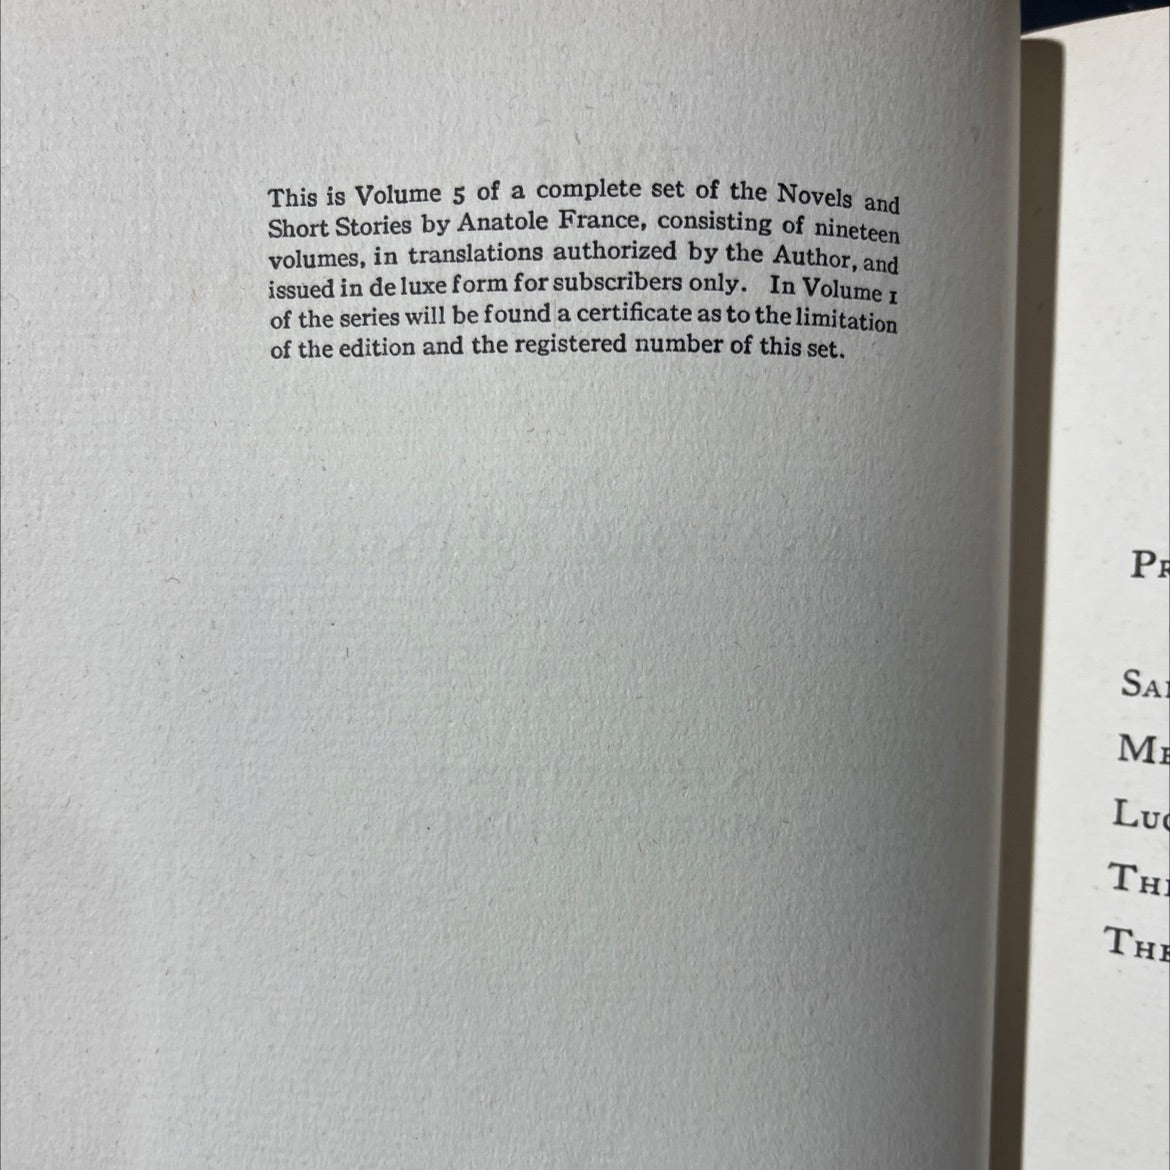 This is Volume 5 of a complete set of the Novels and
Short Stories by Anatole France, consisting of nineteen
volumes, in translations authorized by the Author, and
issued in de luxe form for subscribers only. In Volume 1
of the series will be found a certificate as to the limitation
of the edition and the registered number of this set.